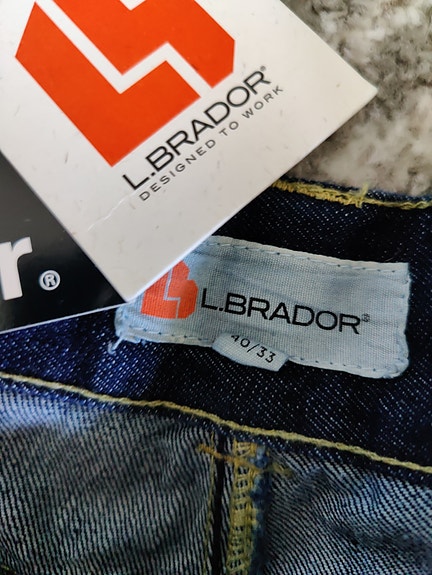 L.BRADOR®
DESIGNED TO WORK
r®
L.BRADOR®
40/33